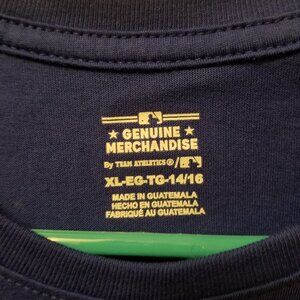 ★ GENUINE ★
MERCHANDISE
By TEAM ATHLETICS®/
XL-EG-TG-14/16
MADE IN GUATEMALA
HECHO EN GUATEMALA
FABRIQUÉ AU GUATEMALA